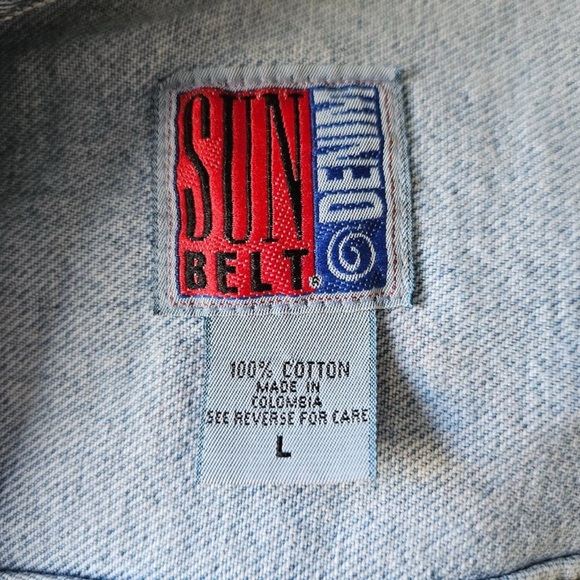 SUN
BELT®
DENIM
100% COTTON
MADE IN
COLOMBIA
SEE REVERSE FOR CARE
L